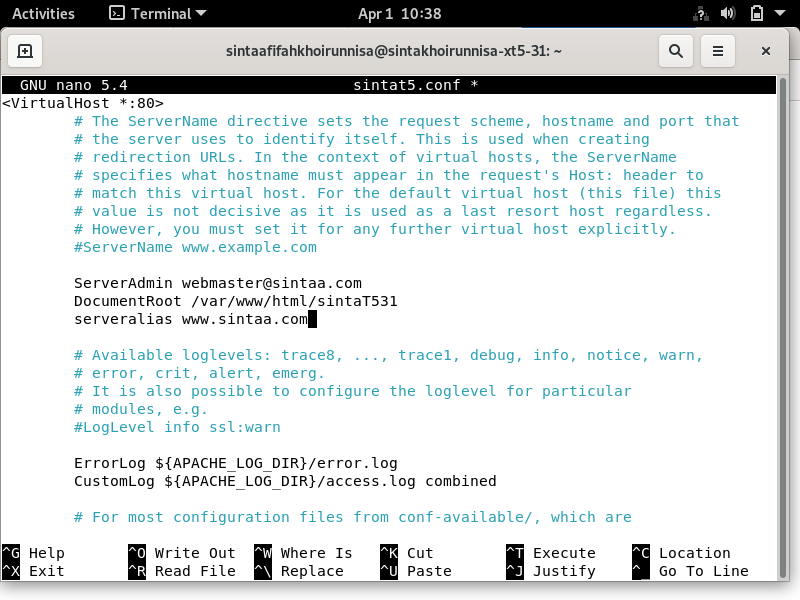 Activities Terminal Apr 1 10:38
sintaafifahkhoirunnisa@sintakhoirunnisa-xt5-31: ~
GNU nano 5.4 sintat5.conf *
<VirtualHost *:80>
# The ServerName directive sets the request scheme, hostname and port that
# the server uses to identify itself. This is used when creating
# redirection URLs. In the context of virtual hosts, the ServerName
# specifies what hostname must appear in the request's Host: header to
# match this virtual host. For the default virtual host (this file) this
# value is not decisive as it is used as a last resort host regardless.
# However, you must set it for any further virtual host explicitly.
#ServerName www.example.com
ServerAdmin webmaster@sintaa.com
DocumentRoot /var/www/html/sintaT531
serveralias www.sintaa.com
# Available loglevels: trace8, ..., trace1, debug, info, notice, warn,
# error, crit, alert, emerg.
# It is also possible to configure the loglevel for particular
# modules, e.g.
#LogLevel info ssl:warn
ErrorLog ${APACHE_LOG_DIR}/error.log
CustomLog ${APACHE_LOG_DIR}/access.log combined
# For most configuration files from conf-available/, which are
^G Help ^O Write Out ^W Where Is ^K Cut ^T Execute ^C Location
^X Exit ^R Read File ^\ Replace ^U Paste ^J Justify ^_ Go To Line